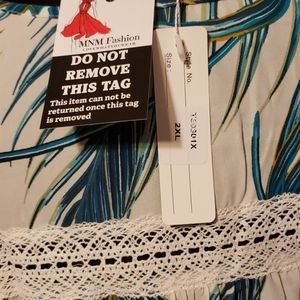 MNM Fashion
DO NOT
REMOVE
THIS TAG
This item can not be
returned once this tag
is removed
Style No.
Size:
2XL